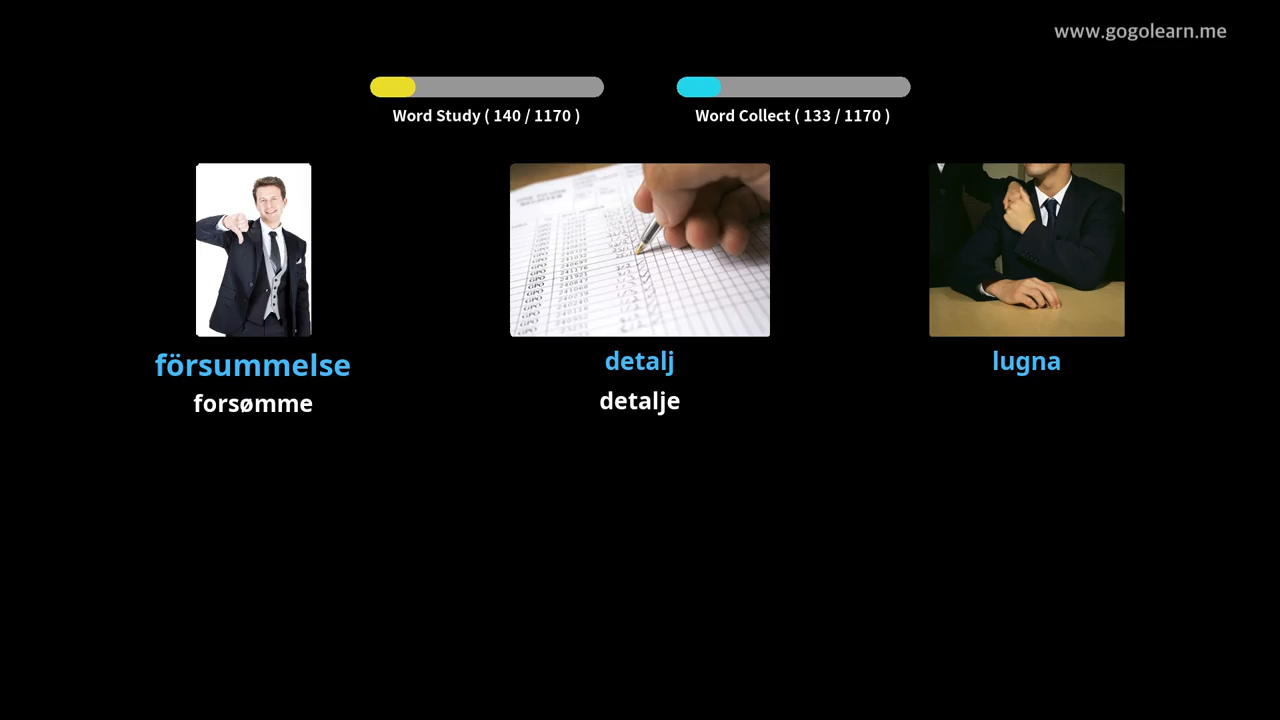 www.gogolearn.me
Word Study ( 140 / 1170 )
Word Collect ( 133 / 1170 )
försummelse
forsømme
detalj
detalje
lugna